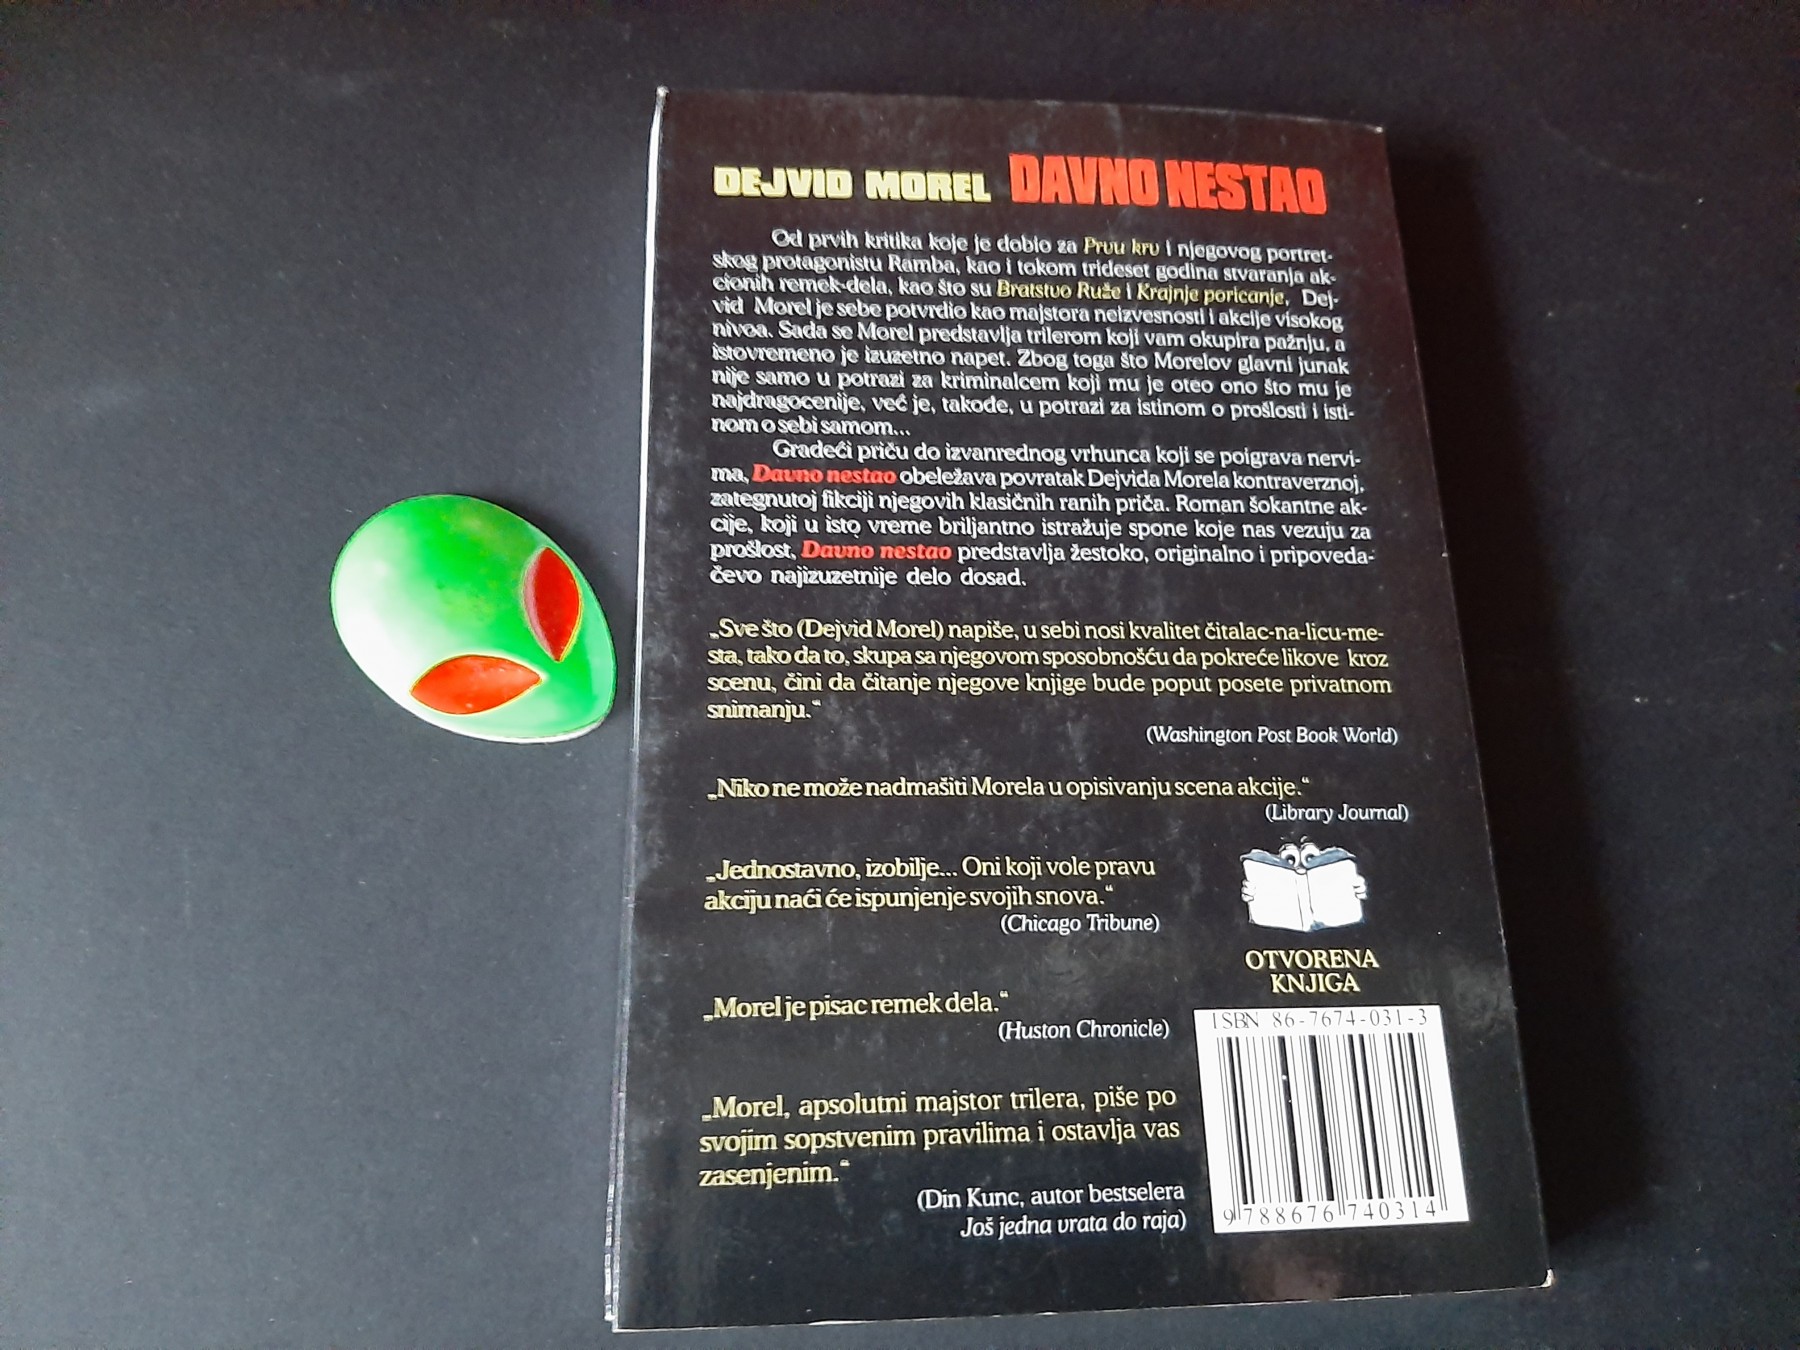 DEJVID MOREL DAVNO NESTAO
Od prvih kritika koje je dobio za Prvu krv i njegovog portret-
skog protagonistu Ramba, kao i tokom trideset godina stvaranja ak-
cionih remek-dela, kao što su Bratstvo Ruže i Krajnje poricanje, Dej-
vid Morel je sebe potvrdio kao majstora neizvesnosti i akcije visokog
nivoa. Sada se Morel predstavlja trilerom koji vam okupira pažnju, a
istovremeno je izuzetno napet. Zbog toga što Morelov glavni junak
nije samo u potrazi za kriminalcem koji mu je oteo ono što mu je
najdragocenije, već je, takođe, u potrazi za istinom o prošlosti i isti-
nom o sebi samom...
Gradeći priču do izvanrednog vrhunca koji se poigrava nervi-
ma, Davno nestao obeležava povratak Dejvida Morela kontraverznoj,
zategnutoj fikciji njegovih klasičnih ranih priča. Roman šokantne ak-
cije, koji u isto vreme briljantno istražuje spone koje nas vezuju za
prošlost, Davno nestao predstavlja žestoko, originalno i pripoveda-
čevo najizuzetnije delo dosad.
„Sve što (Dejvid Morel) napiše, u sebi nosi kvalitet čitalac-na-licu-me-
sta, tako da to, skupa sa njegovom sposobnošću da pokreće likove kroz
scenu, čini da čitanje njegove knjige bude poput posete privatnom
snimanju.“
(Washington Post Book World)
„Niko ne može nadmašiti Morela u opisivanju scena akcije.“
(Library Journal)
„Jednostavno, izobilje... Oni koji vole pravu
akciju naći će ispunjenje svojih snova.“
(Chicago Tribune)
„Morel je pisac remek dela.“
(Huston Chronicle)
„Morel, apsolutni majstor trilera, piše po
svojim sopstvenim pravilima i ostavlja vas
zasenjenim.“
(Din Kunc, autor bestselera
Još jedna vrata do raja)
OTVORENA
KNJIGA
ISBN 86-7674-031-3
9 788676 740314